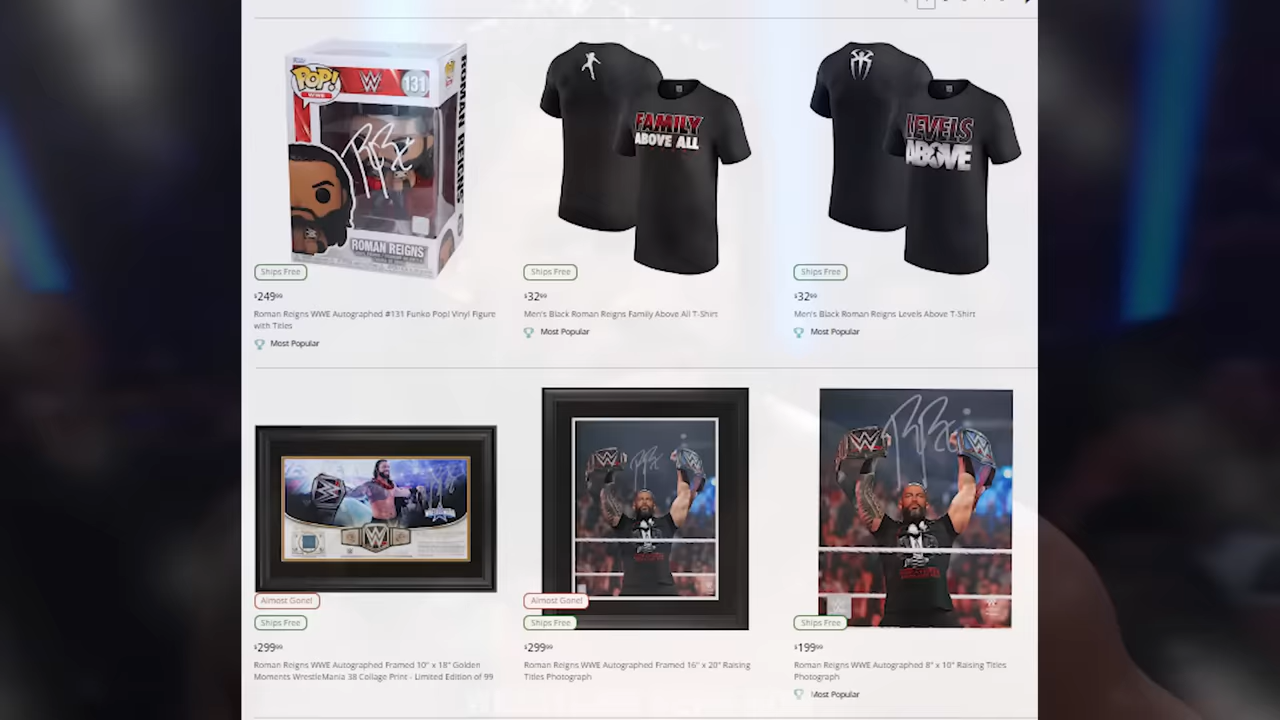 POP!
W
131
ROMAN REIGNS
ROMAN REIGNS
FAMILY
ABOVE ALL
LEVELS
ABOVE
Ships Free
Ships Free
Ships Free
$249.99
$32.99
$32.99
Roman Reigns WWE Autographed #131 Funko Pop! Vinyl Figure
with Titles
Men's Black Roman Reigns Family Above All T-Shirt
Men's Black Roman Reigns Levels Above T-Shirt
Most Popular
Most Popular
Most Popular
Almost Gone!
Almost Gone!
Ships Free
Ships Free
Ships Free
$299.99
$299.99
$199.99
Roman Reigns WWE Autographed Framed 10" x 18" Golden
Moments WrestleMania 38 Collage Print - Limited Edition of 99
Roman Reigns WWE Autographed Framed 16" x 20" Raising
Titles Photograph
Roman Reigns WWE Autographed 8" x 10" Raising Titles
Photograph
Most Popular